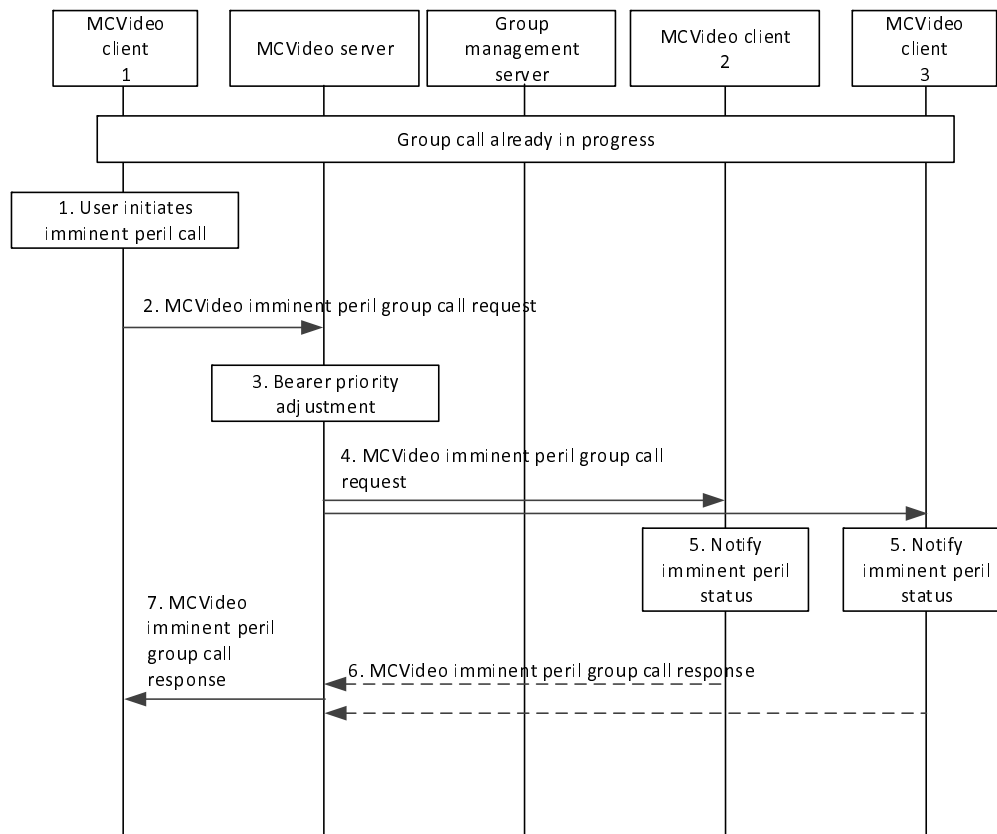 MCVideo
client
1
MCVideo server
Group
management
server
MCVideo client
2
MCVideo
client
3
Group call already in progress
1. User initiates
imminent peril call
2. MCVideo imminent peril group call request
3. Bearer priority
adjustment
4. MCVideo imminent peril group call
request
5. Notify
imminent peril
status
5. Notify
imminent peril
status
7. MCVideo
imminent peril
group call
response
6. MCVideo imminent peril group call response